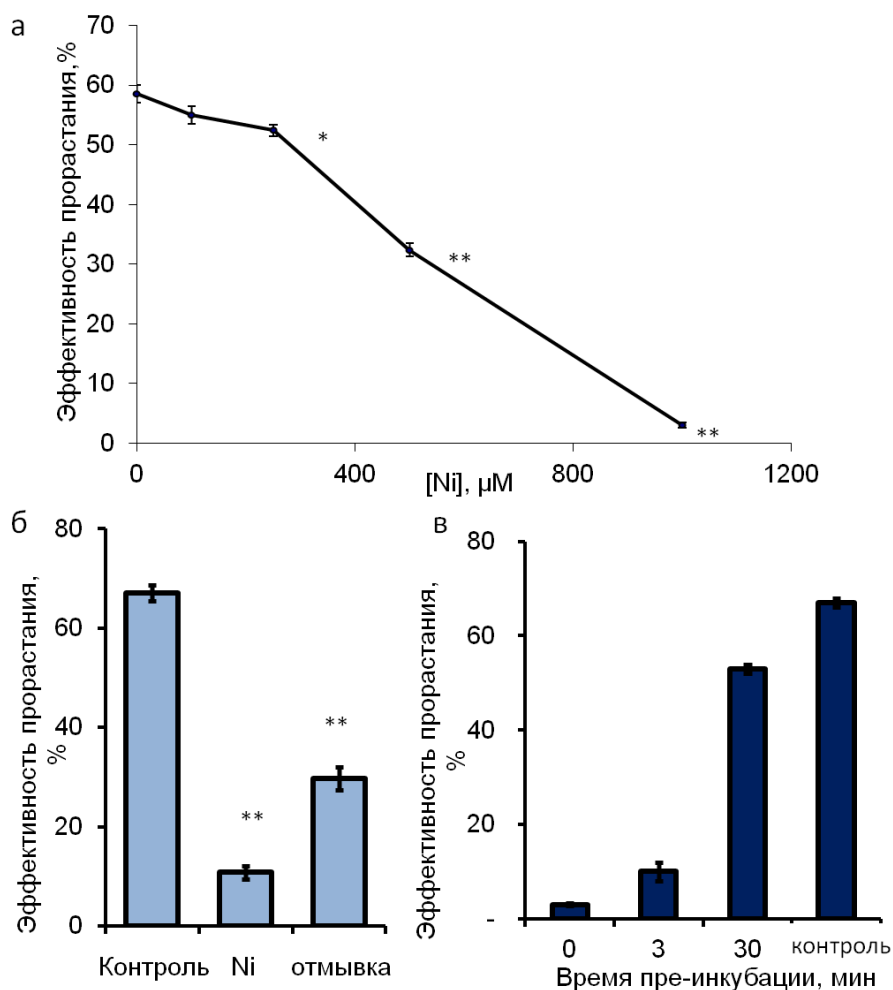 а
Эффективность прорастания,%
70
60
50
40
30
20
10
0
*
**
**
0 400 800 1200
[Ni], µM
б
Эффективность прорастания,
%
80
60
40
20
0
**
**
Контроль Ni отмывка
в
Эффективность прорастания,
%
80
60
40
20
-
0 3 30 контроль
Время пре-инкубации, мин